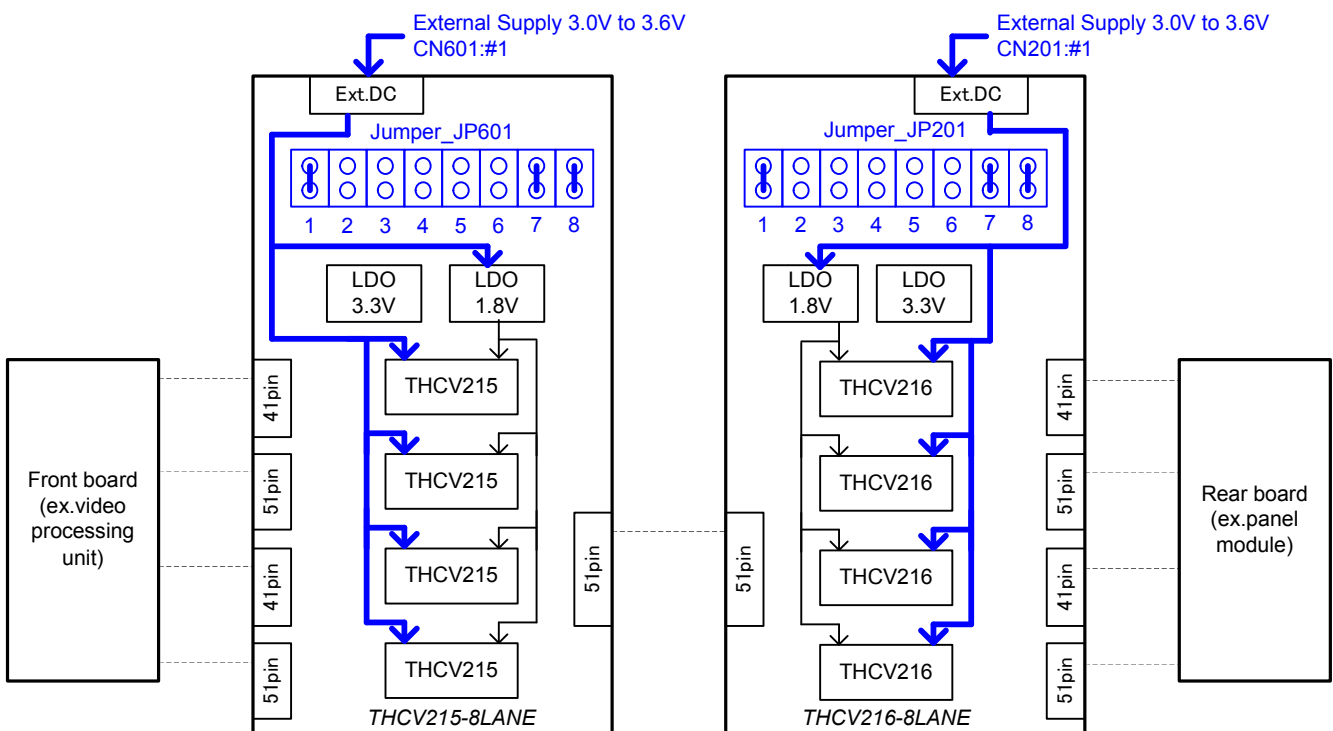 External Supply 3.0V to 3.6V
CN601:#1
External Supply 3.0V to 3.6V
CN201:#1
Ext.DC
Ext.DC
Jumper_JP601
Jumper_JP201
1 2 3 4 5 6 7 8
1 2 3 4 5 6 7 8
LDO
3.3V
LDO
1.8V
LDO
1.8V
LDO
3.3V
Front board
(ex.video
processing
unit)
41pin
51pin
41pin
51pin
THCV215
THCV215
THCV215
THCV215
51pin
THCV215-8LANE
51pin
THCV216
THCV216
THCV216
THCV216
THCV216-8LANE
41pin
51pin
41pin
51pin
Rear board
(ex.panel
module)